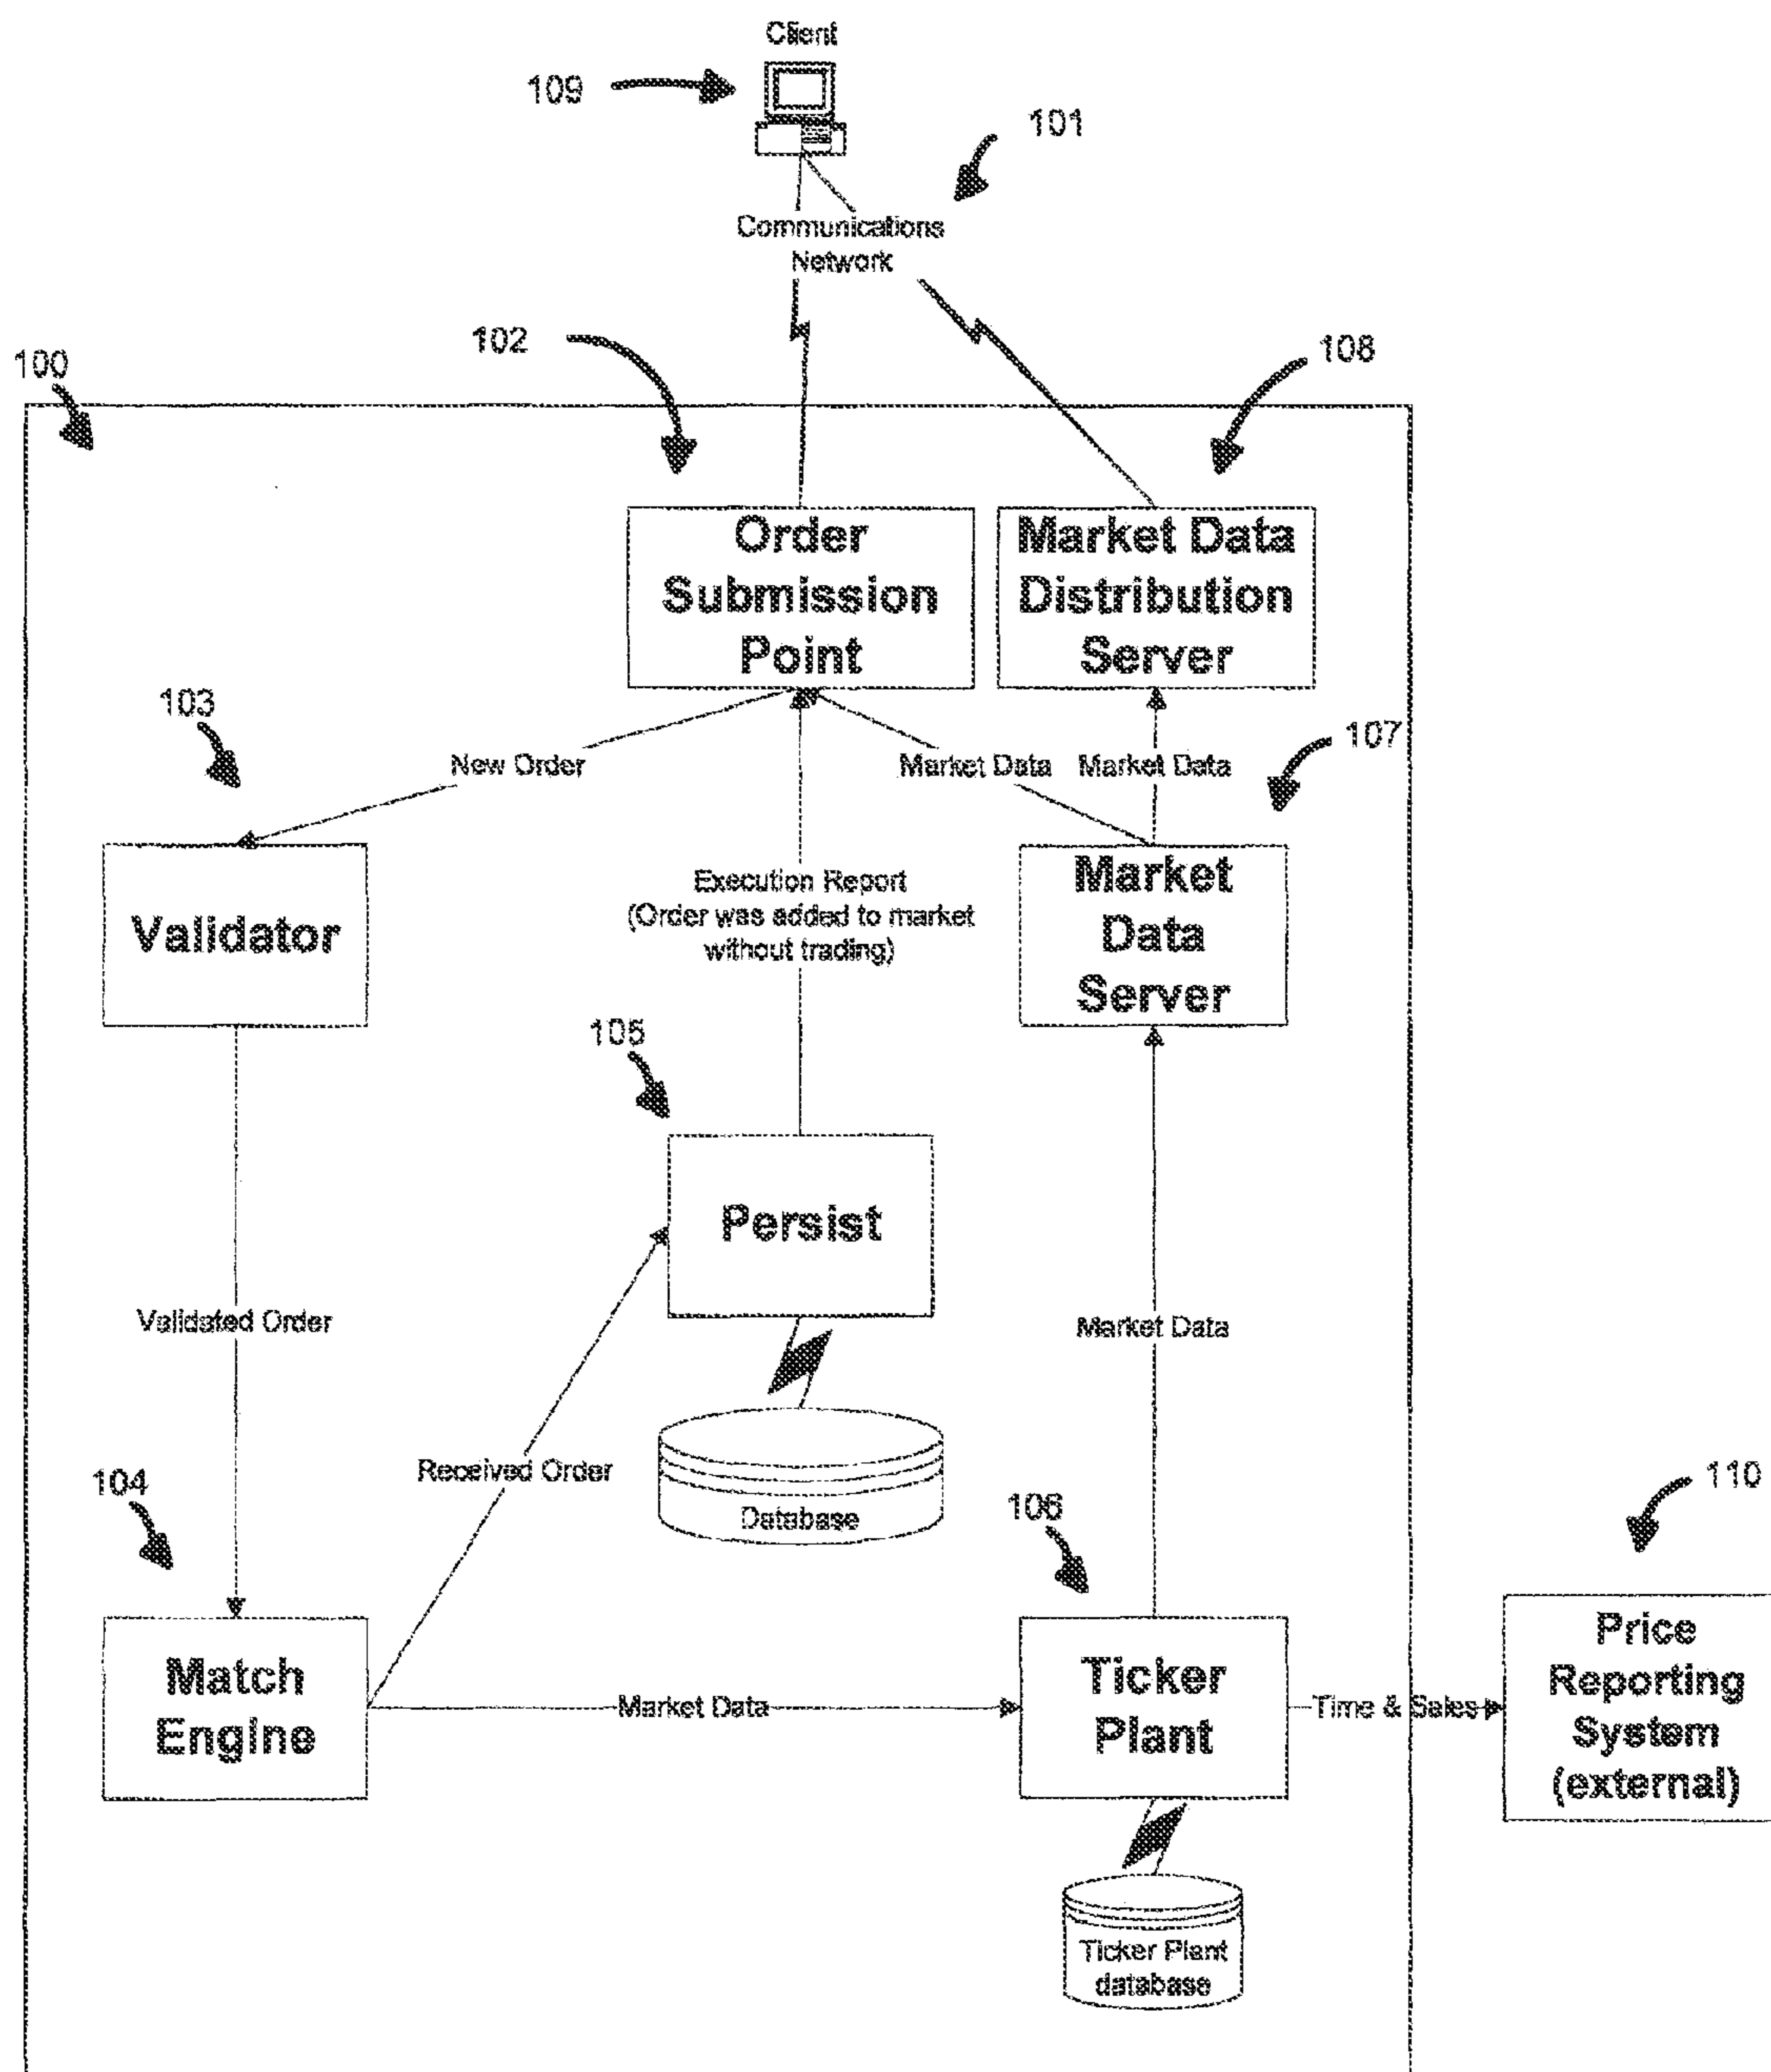 Client
109
101
Communications
Network
102
108
100
Order
Submission
Point
Market Data
Distribution
Server
103
107
New Order
Market Data
Market Data
Validator
Execution Report
(Order was added to market
without trading)
Market
Data
Server
105
Persist
Validated Order
Market Data
104
Received Order
Database
106
110
Match
Engine
Market Data
Ticker
Plant
Time & Sales
Price
Reporting
System
(external)
Ticker Plant
database